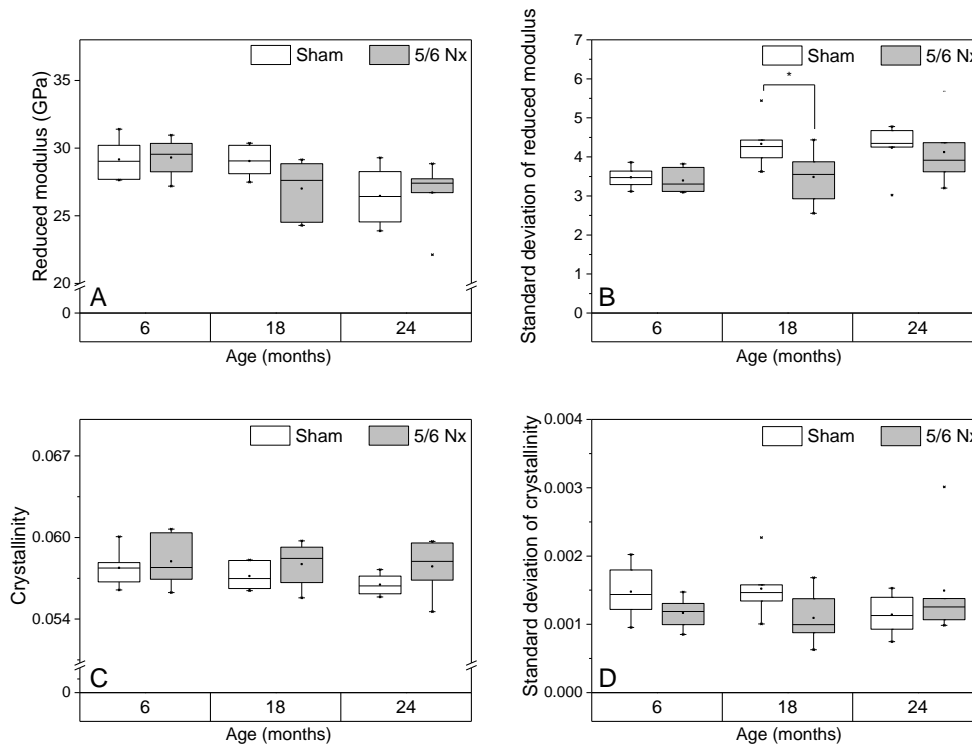 Sham
5/6 Nx
35
30
25
20
0
Reduced modulus (GPa)
A
6
18
24
Age (months)
Sham
5/6 Nx
*
7
6
5
4
3
2
1
0
Standard deviation of reduced modulus
B
6
18
24
Age (months)
Sham
5/6 Nx
0.067
0.060
0.054
0
Crystallinity
C
6
18
24
Age (months)
Sham
5/6 Nx
0.004
0.003
0.002
0.001
0.000
Standard deviation of crystallinity
D
6
18
24
Age (months)